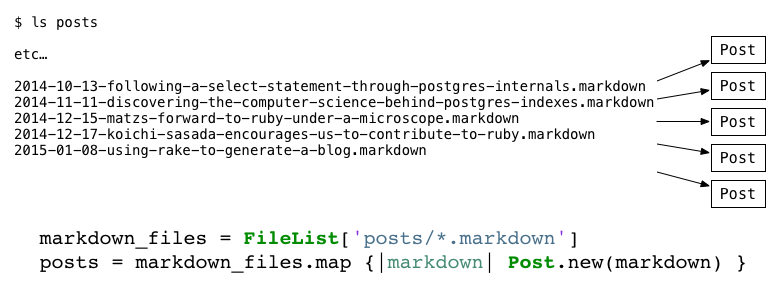 $ ls posts
etc…
Post
2014-10-13-following-a-select-statement-through-postgres-internals.markdown
Post
2014-11-11-discovering-the-computer-science-behind-postgres-indexes.markdown
2014-12-15-matzs-forward-to-ruby-under-a-microscope.markdown
Post
2014-12-17-koichi-sasada-encourages-us-to-contribute-to-ruby.markdown
2015-01-08-using-rake-to-generate-a-blog.markdown
Post
Post
markdown_files = FileList['posts/*.markdown']
posts = markdown_files.map {|markdown| Post.new(markdown) }